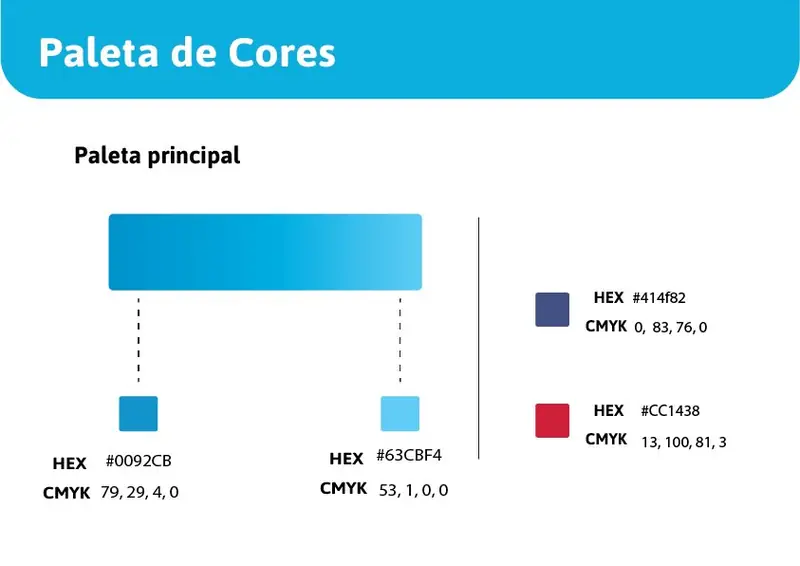 Paleta de Cores
Paleta principal
HEX #0092CB
CMYK 79, 29, 4, 0
HEX #63CBF4
CMYK 53, 1, 0, 0
HEX #414f82
CMYK 0, 83, 76, 0
HEX #CC1438
CMYK 13, 100, 81, 3